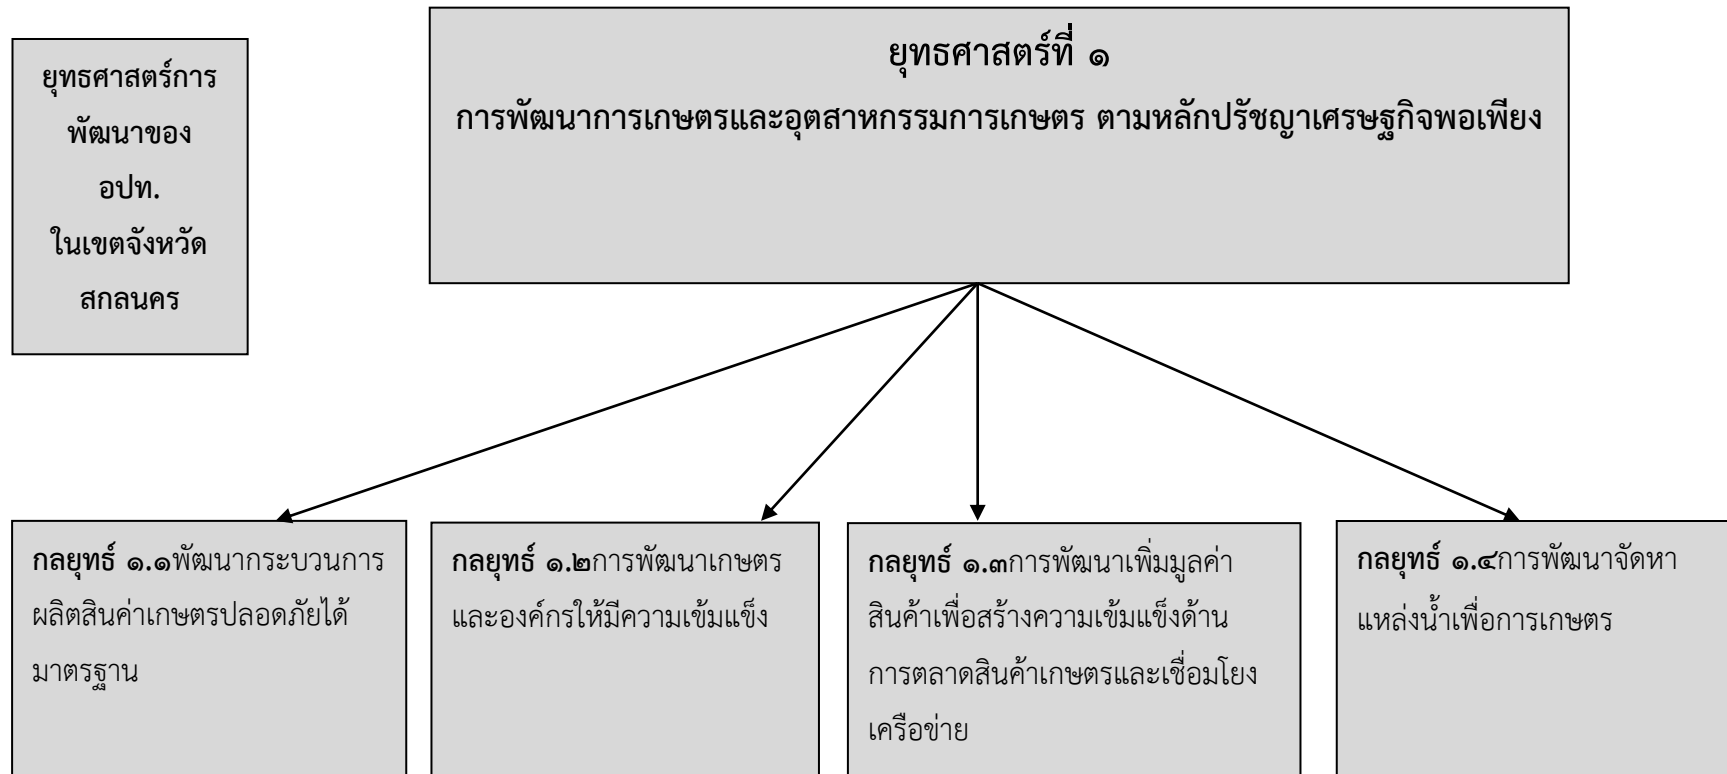 ยุทธศาสตร์การ
พัฒนาของ
อปท.
ในเขตจังหวัด
สกลนคร
ยุทธศาสตร์ที่ ๑
การพัฒนาการเกษตรและอุตสาหกรรมการเกษตร ตามหลักปรัชญาเศรษฐกิจพอเพียง
กลยุทธ์ ๑.๑พัฒนากระบวนการ
ผลิตสินค่าเกษตรปลอดภัยได้
มาตรฐาน
กลยุทธ์ ๑.๒การพัฒนาเกษตร
และองค์กรให้มีความเข้มแข็ง
กลยุทธ์ ๑.๓การพัฒนาเพิ่มมูลค่า
สินค้าเพื่อสร้างความเข้มแข็งด้าน
การตลาดสินค้าเกษตรและเชื่อมโยง
เครือข่าย
กลยุทธ์ ๑.๔การพัฒนาจัดหา
แหล่งน้ำเพื่อการเกษตร